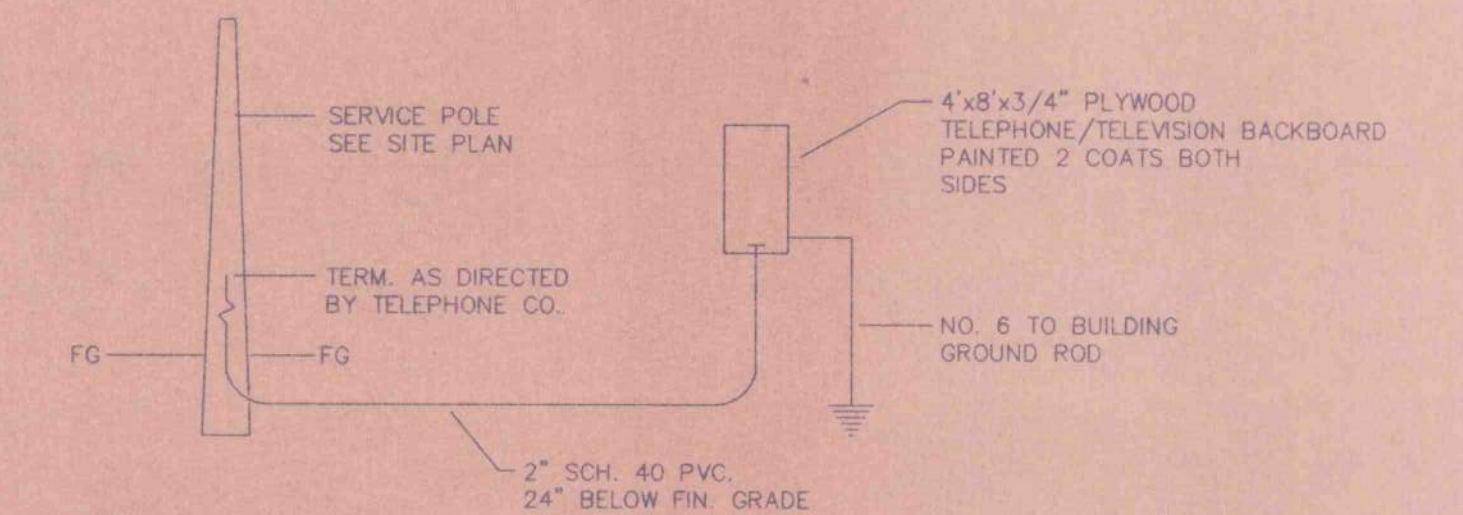 SERVICE POLE
SEE SITE PLAN
4'x8'x3/4" PLYWOOD
TELEPHONE/TELEVISION BACKBOARD
PAINTED 2 COATS BOTH
SIDES
TERM. AS DIRECTED
BY TELEPHONE CO.
FG
FG
NO. 6 TO BUILDING
GROUND ROD
2" SCH. 40 PVC,
24" BELOW FIN. GRADE